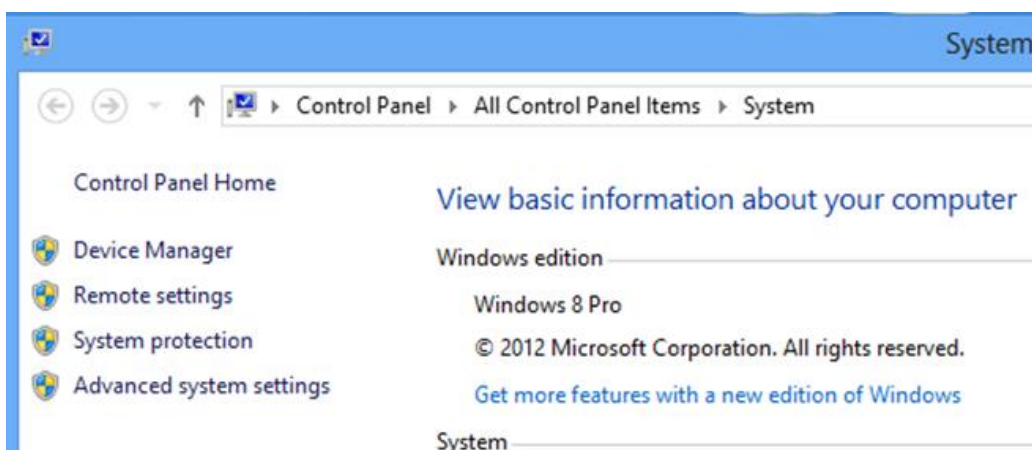 System
Control Panel All Control Panel Items System
Control Panel Home
Device Manager
Remote settings
System protection
Advanced system settings
View basic information about your computer
Windows edition
Windows 8 Pro
© 2012 Microsoft Corporation. All rights reserved.
Get more features with a new edition of Windows
System